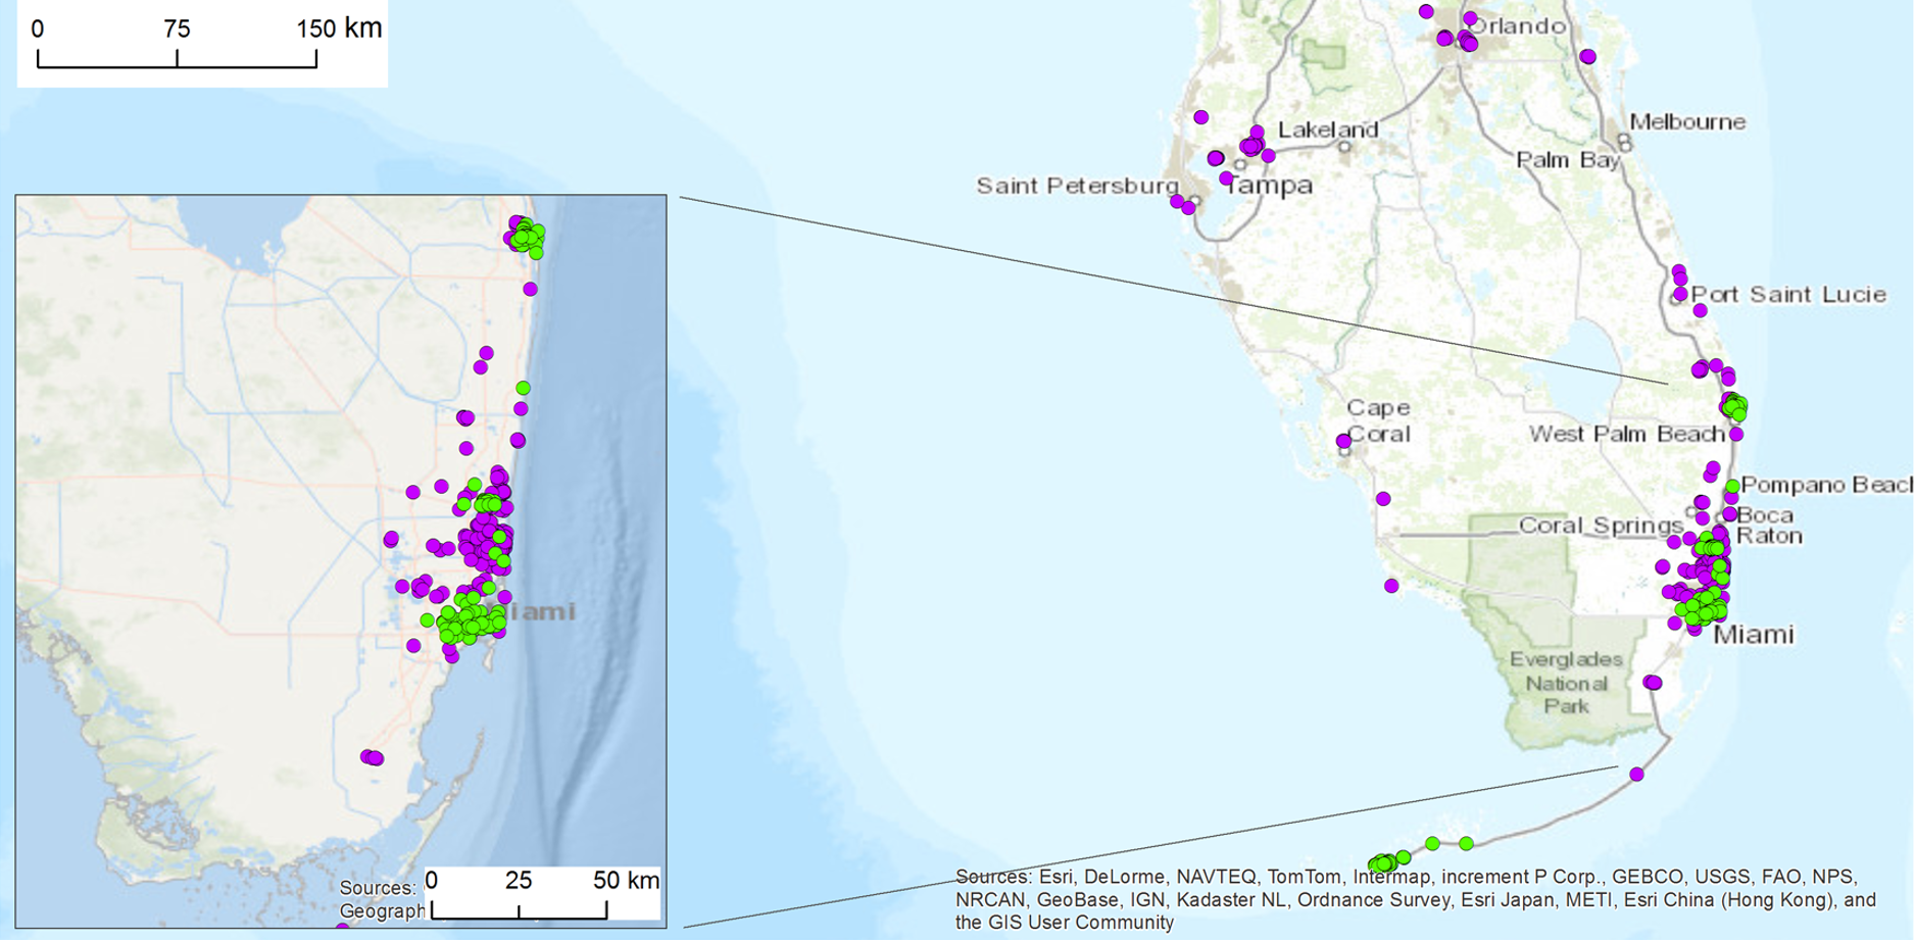 0 75 150 km
Orlando
Melbourne
Lakeland
Palm Bay
Saint Petersburg
Tampa
Port Saint Lucie
Cape
Coral
West Palm Beach
Pompano Beach
Boca
Raton
Coral Springs
iami
Miami
Everglades
National
Park
0 25 50 km
Sources:
Geograph
Sources: Esri, DeLorme, NAVTEQ, TomTom, Intermap, increment P Corp., GEBCO, USGS, FAO, NPS,
NRCAN, GeoBase, IGN, Kadaster NL, Ordnance Survey, Esri Japan, METI, Esri China (Hong Kong), and
the GIS User Community